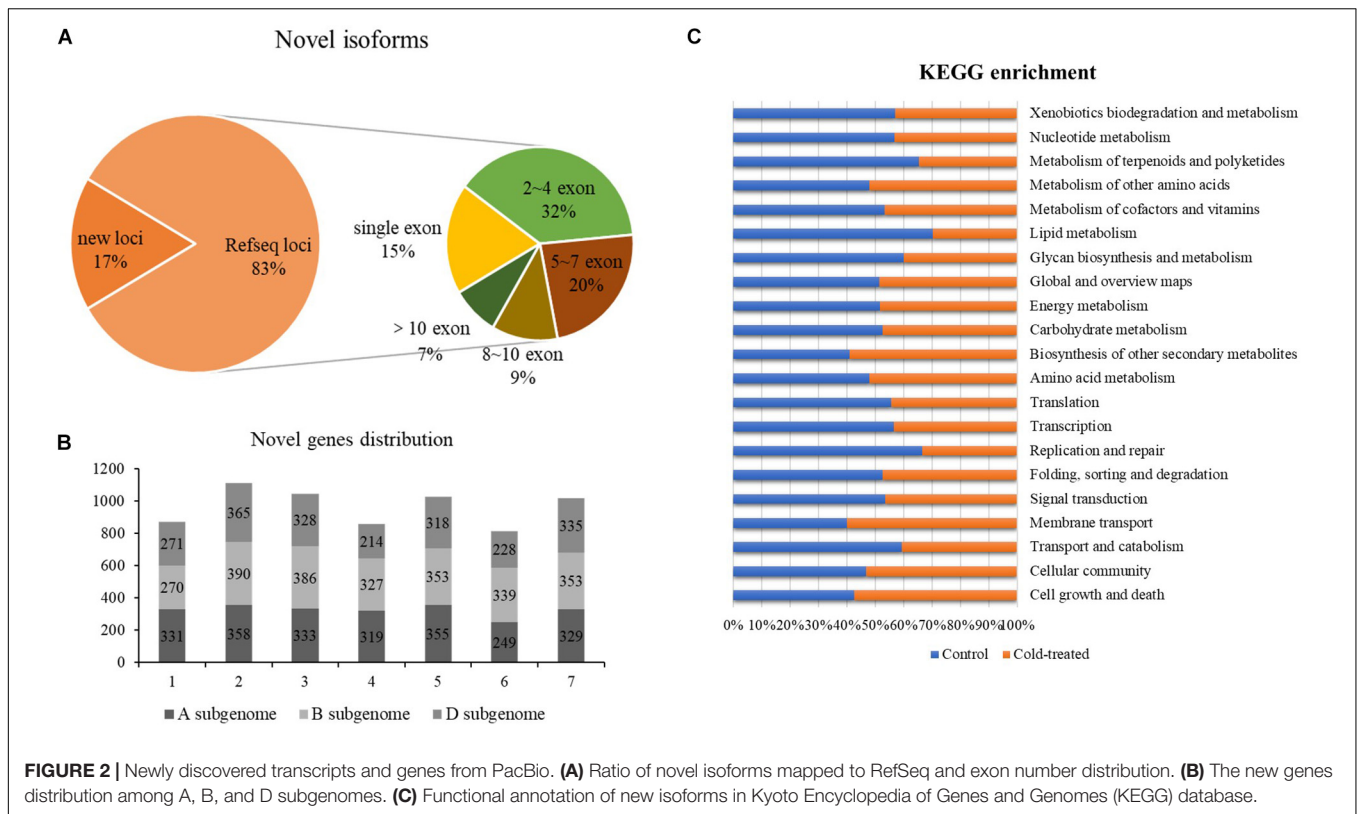 A
Novel isoforms
new loci
17%
Refseq loci
83%
2~4 exon
32%
single exon
15%
5~7 exon
20%
> 10 exon
7%
8~10 exon
9%
B
Novel genes distribution
1200
1000
800
600
400
200
0
271
270
331
365
390
358
328
386
333
214
327
319
318
353
355
228
339
249
335
353
329
1 2 3 4 5 6 7
A subgenome B subgenome D subgenome
C
KEGG enrichment
Xenobiotics biodegradation and metabolism
Nucleotide metabolism
Metabolism of terpenoids and polyketides
Metabolism of other amino acids
Metabolism of cofactors and vitamins
Lipid metabolism
Glycan biosynthesis and metabolism
Global and overview maps
Energy metabolism
Carbohydrate metabolism
Biosynthesis of other secondary metabolites
Amino acid metabolism
Translation
Transcription
Replication and repair
Folding, sorting and degradation
Signal transduction
Membrane transport
Transport and catabolism
Cellular community
Cell growth and death
0% 10% 20% 30% 40% 50% 60% 70% 80% 90% 100%
Control Cold-treated
FIGURE 2 | Newly discovered transcripts and genes from PacBio. (A) Ratio of novel isoforms mapped to RefSeq and exon number distribution. (B) The new genes
distribution among A, B, and D subgenomes. (C) Functional annotation of new isoforms in Kyoto Encyclopedia of Genes and Genomes (KEGG) database.